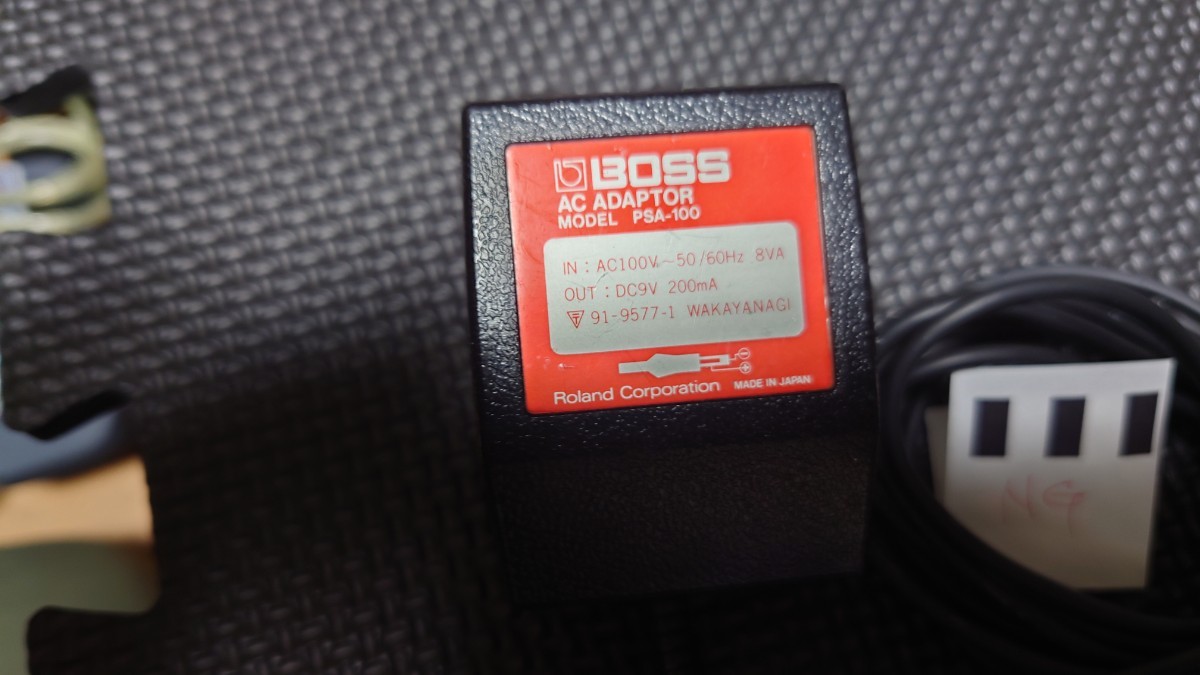 BOSS
AC ADAPTOR
MODEL PSA-100
IN : AC100V~50/60Hz 8VA
OUT : DC9V 200mA
91-9577-1 WAKAYANAGI
Roland Corporation MADE IN JAPAN
NG